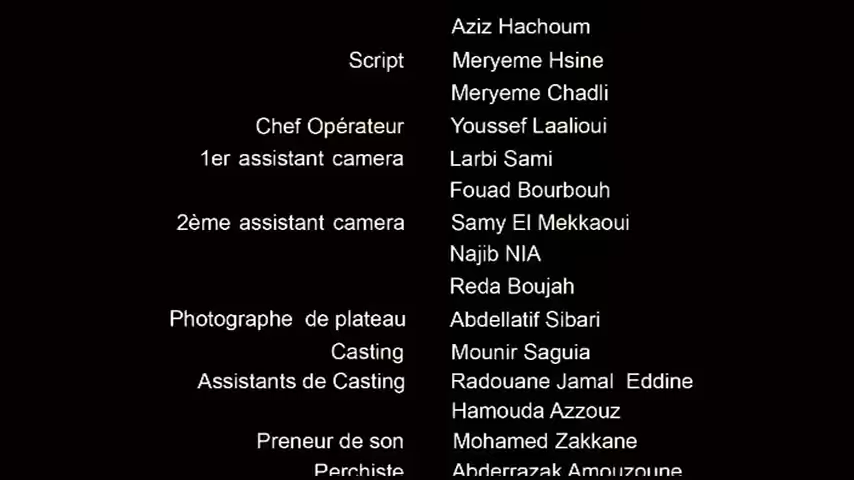 Aziz Hachoum
Script Meryeme Hsine
Meryeme Chadli
Chef Opérateur Youssef Laalioui
1er assistant camera Larbi Sami
Fouad Bourbouh
2ème assistant camera Samy El Mekkaoui
Najib NIA
Reda Boujah
Photographe de plateau Abdellatif Sibari
Casting Mounir Saguia
Assistants de Casting Radouane Jamal Eddine
Hamouda Azzouz
Preneur de son Mohamed Zakkane
Perchiste Abderrazak Amouzoune